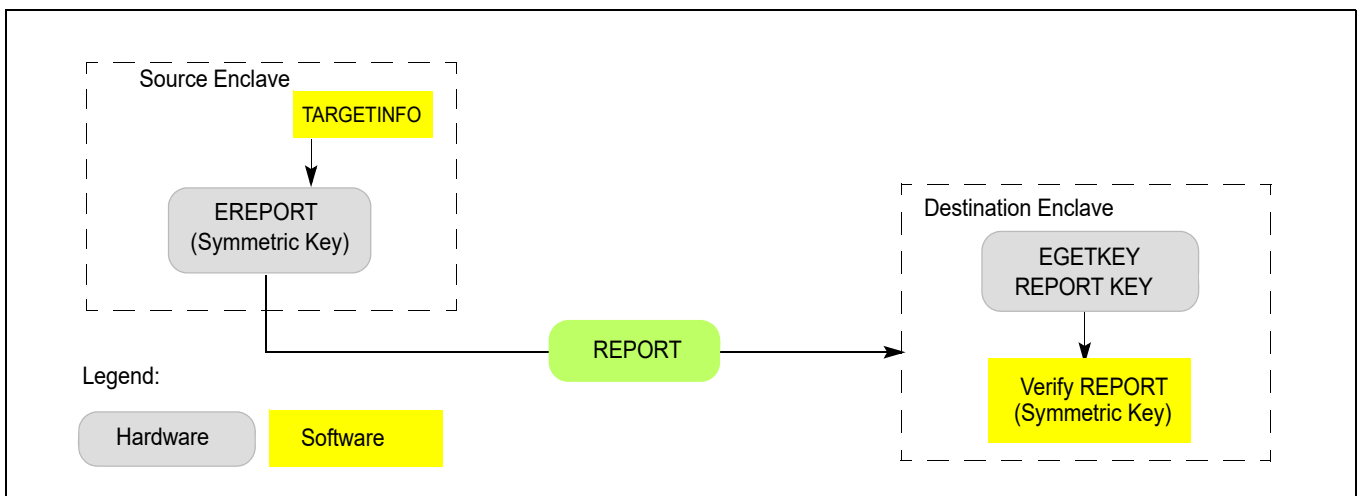 Source Enclave
TARGETINFO
EREPORT
(Symmetric Key)
REPORT
Destination Enclave
EGETKEY
REPORT KEY
Verify REPORT
(Symmetric Key)
Legend:
Hardware
Software